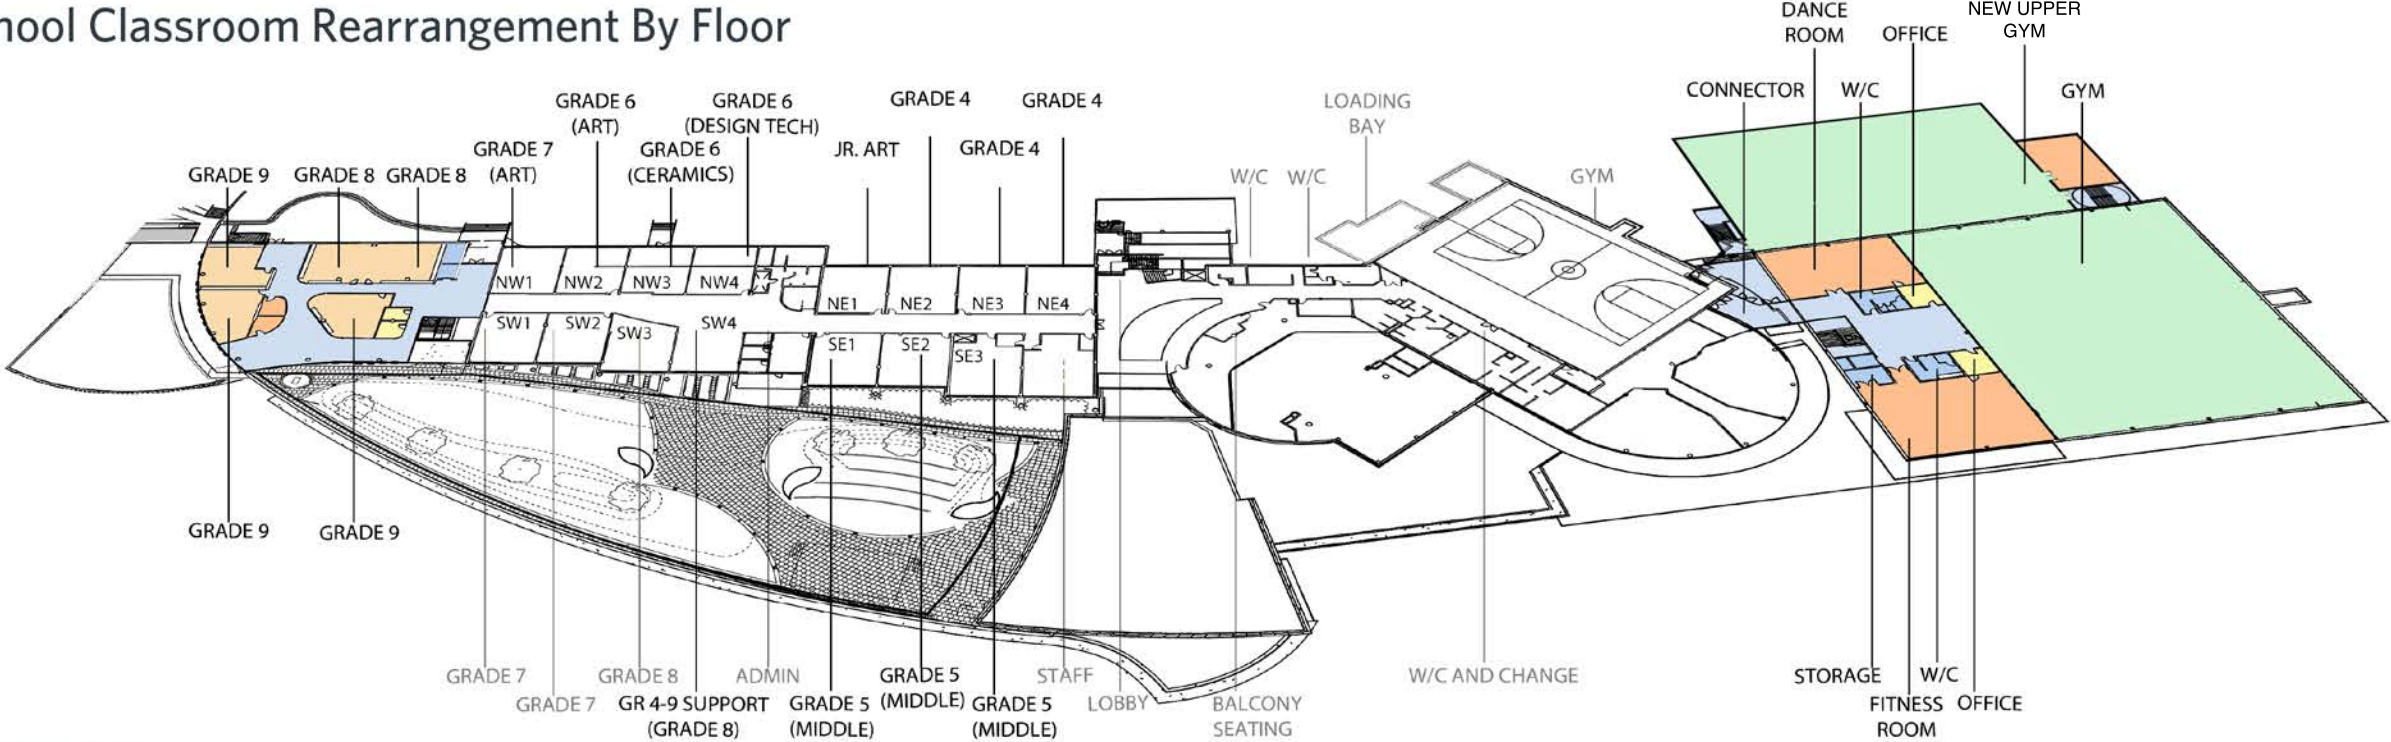 hool Classroom Rearrangement By Floor
DANCE
ROOM
OFFICE
NEW UPPER
GYM
CONNECTOR
W/C
GYM
GRADE 6
(ART)
GRADE 6
(DESIGN TECH)
GRADE 4
GRADE 4
LOADING
BAY
GRADE 7
(ART)
GRADE 6
(CERAMICS)
JR. ART
GRADE 4
GRADE 9
GRADE 8
GRADE 8
W/C
W/C
GYM
NW1
NW2
NW3
NW4
NE1
NE2
NE3
NE4
SW1
SW2
SW3
SW4
SE1
SE2
SE3
GRADE 9
GRADE 9
GRADE 7
GRADE 7
GRADE 8
GR 4-9 SUPPORT
(GRADE 8)
ADMIN
GRADE 5
(MIDDLE)
GRADE 5
(MIDDLE)
GRADE 5
(MIDDLE)
STAFF
LOBBY
BALCONY
SEATING
W/C AND CHANGE
STORAGE
FITNESS
ROOM
W/C
OFFICE